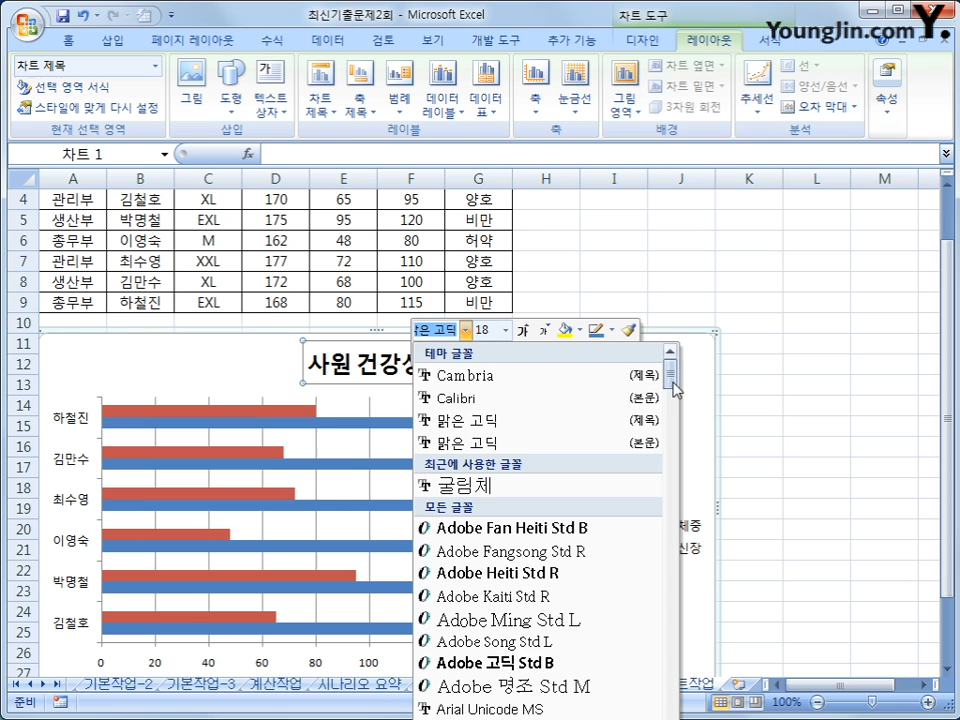 최신기출문제2회 - Microsoft Excel
차트 도구
YoungJin.com Y.
홈 삽입 페이지 레이아웃 수식 데이터 검토 보기 개발 도구 추가 기능 디자인 레이아웃 서식
차트 제목
선택 영역 서식
스타일에 맞게 다시 설정
현재 선택 영역
그림 도형 텍스트 상자
삽입
차트 제목 축 제목 범례 데이터 레이블 데이터 표
레이블
축 눈금선
축
그림 영역
차트 옆면
차트 밑면
3차원 회전
배경
추세선
선
양선/음선
오차 막대
분석
속성
차트 1
fx
A B C D E F G H I J K L M
4 관리부 김철호 XL 170 65 95 양호
5 생산부 박명철 EXL 175 95 120 비만
6 총무부 이영숙 M 162 48 80 허약
7 관리부 최수영 XXL 177 72 110 양호
8 생산부 김만수 XL 172 68 100 양호
9 총무부 하철진 EXL 168 80 115 비만
10
11
12
13
14
15
16
17
18
19
20
21
22
23
24
25
26
27
은 고딕 18
사원 건강
하철진
김만수
최수영
이영숙
박명철
김철호
0 20 40 60 80 100
체중
신장
테마 글꼴
Cambria (제목)
Calibri (본문)
맑은 고딕 (제목)
맑은 고딕 (본문)
최근에 사용한 글꼴
굴림체
모든 글꼴
Adobe Fan Heiti Std B
Adobe Fangsong Std R
Adobe Heiti Std R
Adobe Kaiti Std R
Adobe Ming Std L
Adobe Song Std L
Adobe 고딕 Std B
Adobe 명조 Std M
Arial Unicode MS
기본작업-2 기본작업-3 계산작업 시나리오 요약 트작업
준비
100%